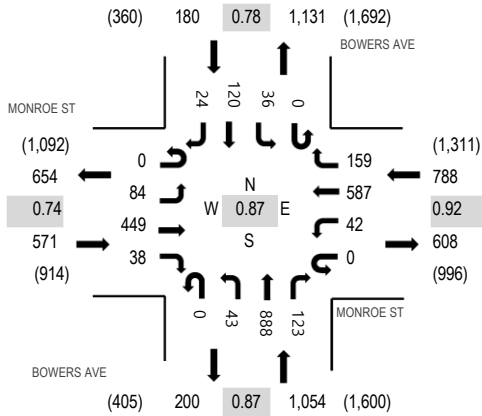 (360) 180 0.78 1,131 (1,692)
BOWERS AVE
24 120 36 0
MONROE ST
(1,092)
654
0.74
571
(914)
0
84
449
38
N
W 0.87 E
S
159
587
42
0
(1,311)
788
0.92
608
(996)
0 43 888 123
MONROE ST
BOWERS AVE
(405) 200 0.87 1,054 (1,600)